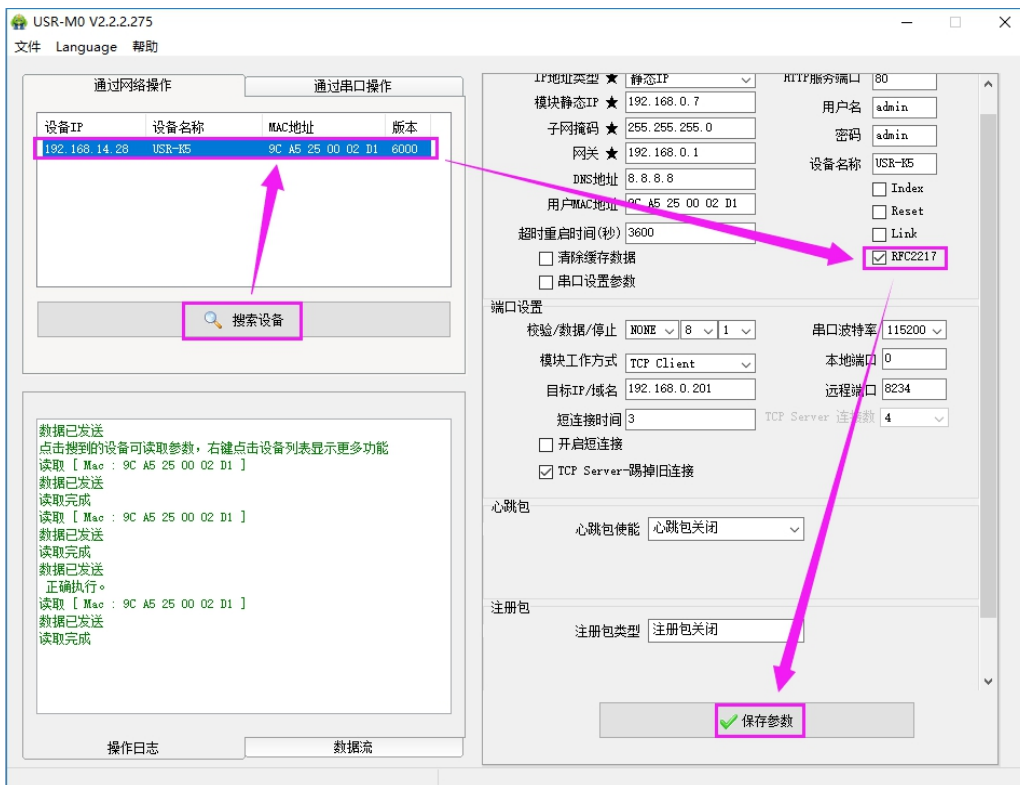 USR-M0 V2.2.2.275
文件 Language 帮助
通过网络操作 通过串口操作
设备IP 设备名称 MAC地址 版本
192.168.14.28 USR-K5 9C A5 25 00 02 D1 6000
搜索设备
数据已发送
点击搜到的设备可读取参数，右键点击设备列表显示更多功能
读取 [ Mac : 9C A5 25 00 02 D1 ]
数据已发送
读取完成
读取 [ Mac : 9C A5 25 00 02 D1 ]
数据已发送
读取完成
数据已发送
正确执行。
读取 [ Mac : 9C A5 25 00 02 D1 ]
数据已发送
读取完成
操作日志 数据流
IP地址类型 ★ 静态IP
模块静态IP ★ 192.168.0.7
子网掩码 ★ 255.255.255.0
网关 ★ 192.168.0.1
DNS地址 8.8.8.8
用户MAC地址 9C A5 25 00 02 D1
超时重启时间(秒) 3600
清除缓存数据
串口设置参数
HTTP服务端口 80
用户名 admin
密码 admin
设备名称 USR-K5
Index
Reset
Link
RFC2217
端口设置
校验/数据/停止 NONE 8 1 串口波特率 115200
模块工作方式 TCP Client 本地端口 0
目标IP/域名 192.168.0.201 远程端口 8234
短连接时间 3 TCP Server 连接数 4
开启短连接
TCP Server-踢掉旧连接
心跳包
心跳包使能 心跳包关闭
注册包
注册包类型 注册包关闭
保存参数